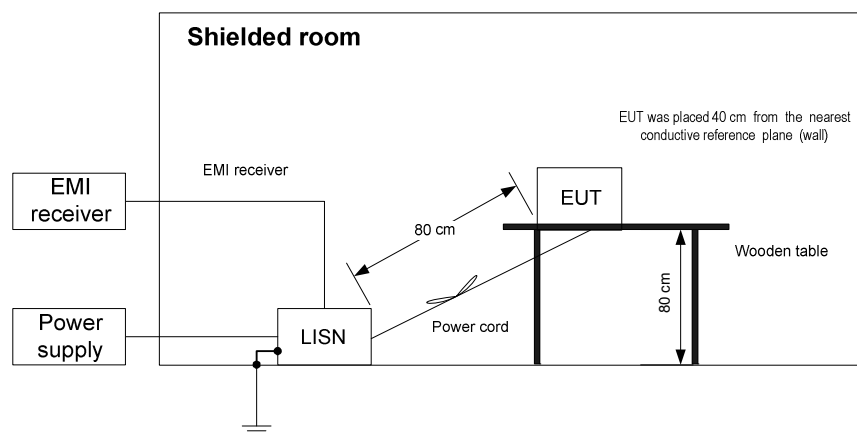 Shielded room
EUT was placed 40 cm from the nearest
conductive reference plane (wall)
EMI receiver
EMI
receiver
EUT
80 cm
Wooden table
80 cm
Power
supply
LISN
Power cord